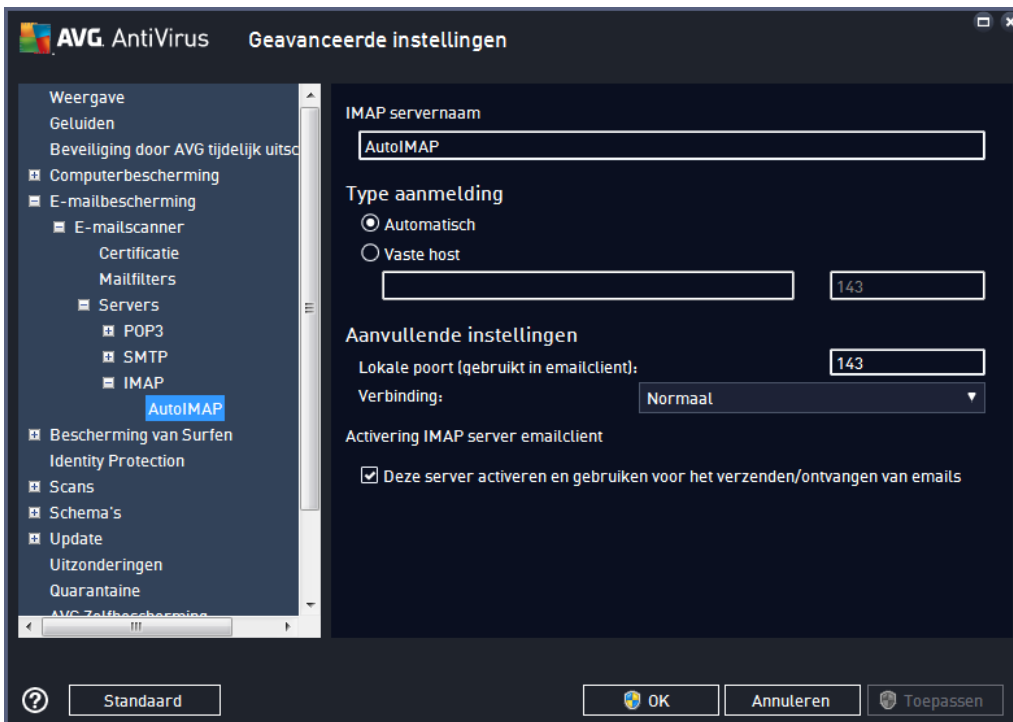 AVG AntiVirus Geavanceerde instellingen
Weergave
Geluiden
Beveiliging door AVG tijdelijk uitsc
Computerbescherming
E-mailbescherming
E-mailscanner
Certificatie
Mailfilters
Servers
POP3
SMTP
IMAP
AutoIMAP
Bescherming van Surfen
Identity Protection
Scans
Schema's
Update
Uitzonderingen
Quarantaine
AVG Zelfbescherming
IMAP servernaam
AutoIMAP
Type aanmelding
Automatisch
Vaste host
143
Aanvullende instellingen
Lokale poort (gebruikt in emailclient): 143
Verbinding: Normaal
Activering IMAP server emailclient
Deze server activeren en gebruiken voor het verzenden/ontvangen van emails
? Standaard OK Annuleren Toepassen